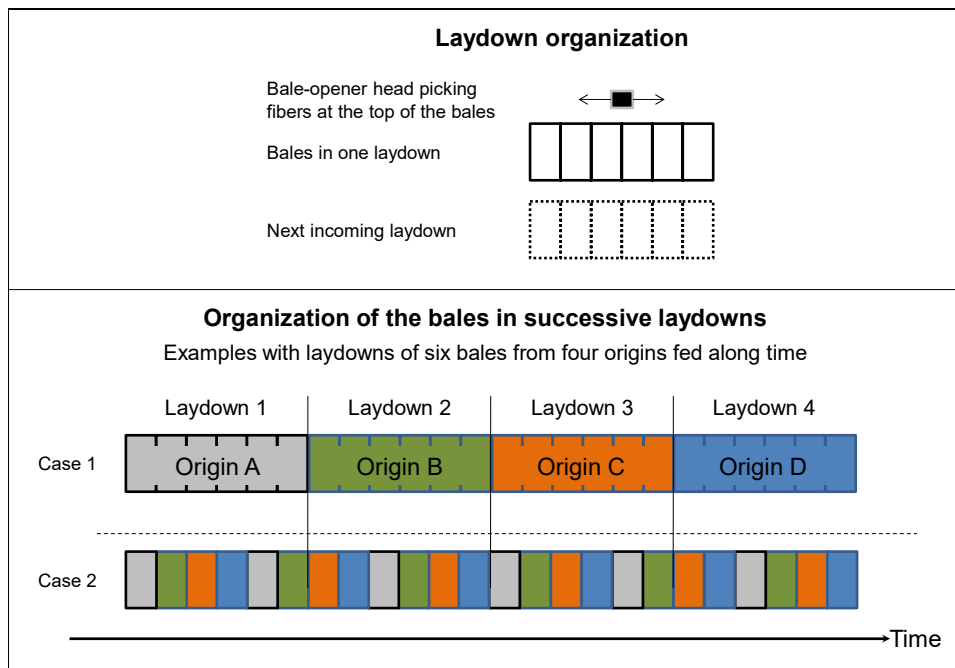 Laydown organization
Bale-opener head picking
fibers at the top of the bales
Bales in one laydown
Next incoming laydown
Organization of the bales in successive laydowns
Examples with laydowns of six bales from four origins fed along time
Laydown 1
Laydown 2
Laydown 3
Laydown 4
Case 1
Origin A
Origin B
Origin C
Origin D
Case 2
Time